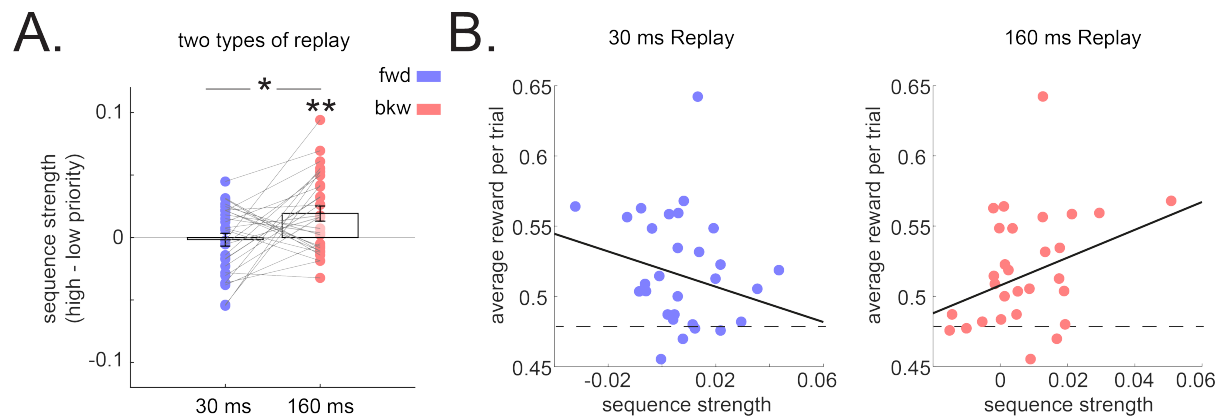 A.
two types of replay
fwd
bkw
*
**
0.1
0
-0.1
sequence strength
(high - low priority)
30 ms
160 ms
B.
30 ms Replay
average reward per trial
0.65
0.6
0.55
0.5
0.45
-0.02
0.02
0.06
sequence strength
160 ms Replay
average reward per trial
0.65
0.6
0.55
0.5
0.45
0
0.02
0.04
0.06
sequence strength